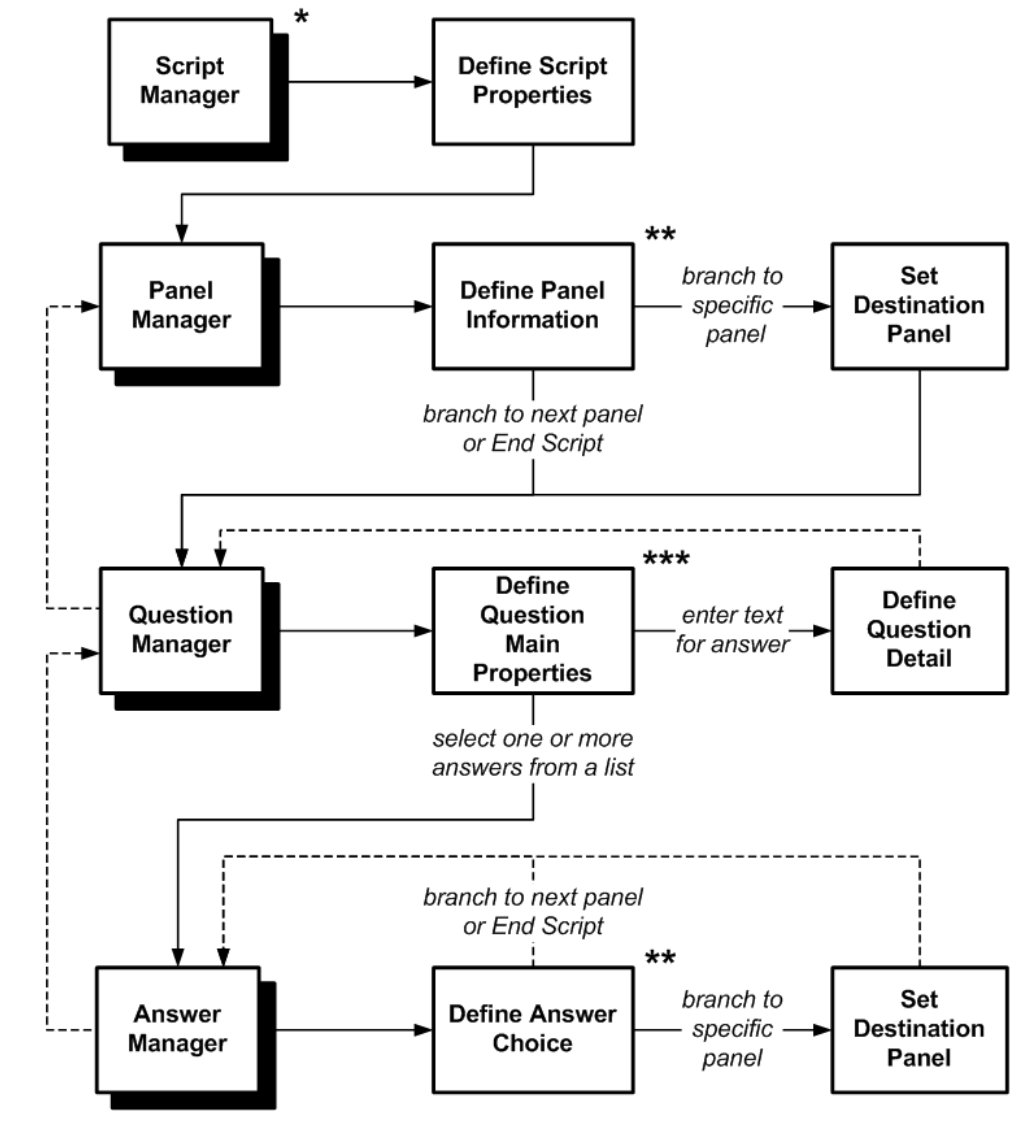 *
Script
Manager
Define Script
Properties
**
Panel
Manager
Define Panel
Information
branch to
specific
panel
Set
Destination
Panel
branch to next panel
or End Script
***
Question
Manager
Define
Question
Main
Properties
enter text
for answer
Define
Question
Detail
select one or more
answers from a list
branch to next panel
or End Script
**
Answer
Manager
Define Answer
Choice
branch to
specific
panel
Set
Destination
Panel